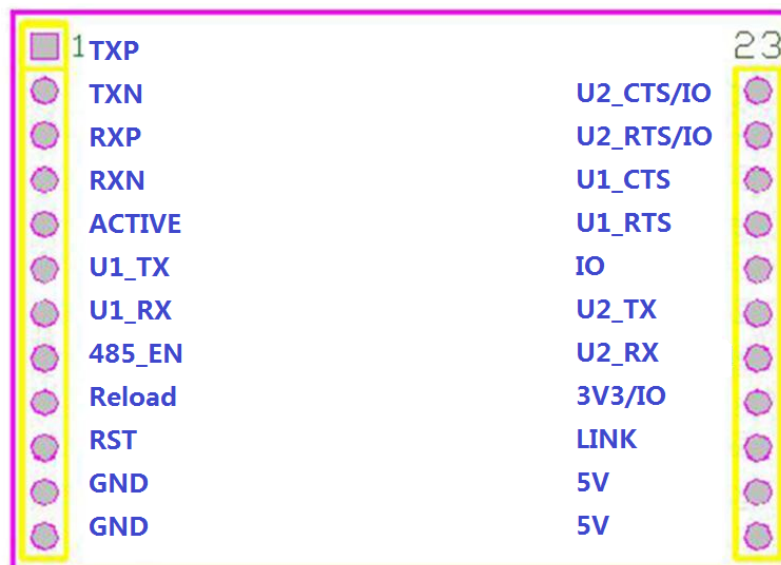 1 TXP
23
TXN
U2_CTS/IO
RXP
U2_RTS/IO
RXN
U1_CTS
ACTIVE
U1_RTS
U1_TX
IO
U1_RX
U2_TX
485_EN
U2_RX
Reload
3V3/IO
RST
LINK
GND
5V
GND
5V